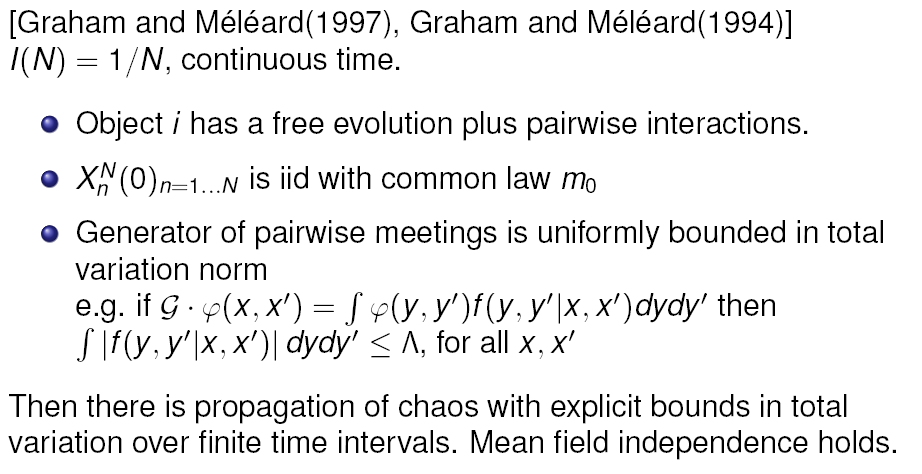 [Graham and Méléard(1997), Graham and Méléard(1994)]
I(N) = 1/N, continuous time.
Object i has a free evolution plus pairwise interactions.
X_n^N(0)_{n=1...N} is iid with common law m_0
Generator of pairwise meetings is uniformly bounded in total
variation norm
e.g. if 𝒢 · φ(x, x′) = ∫ φ(y, y′)f(y, y′|x, x′)dydy′ then
∫ |f(y, y′|x, x′)| dydy′ ≤ Λ, for all x, x′
Then there is propagation of chaos with explicit bounds in total
variation over finite time intervals. Mean field independence holds.